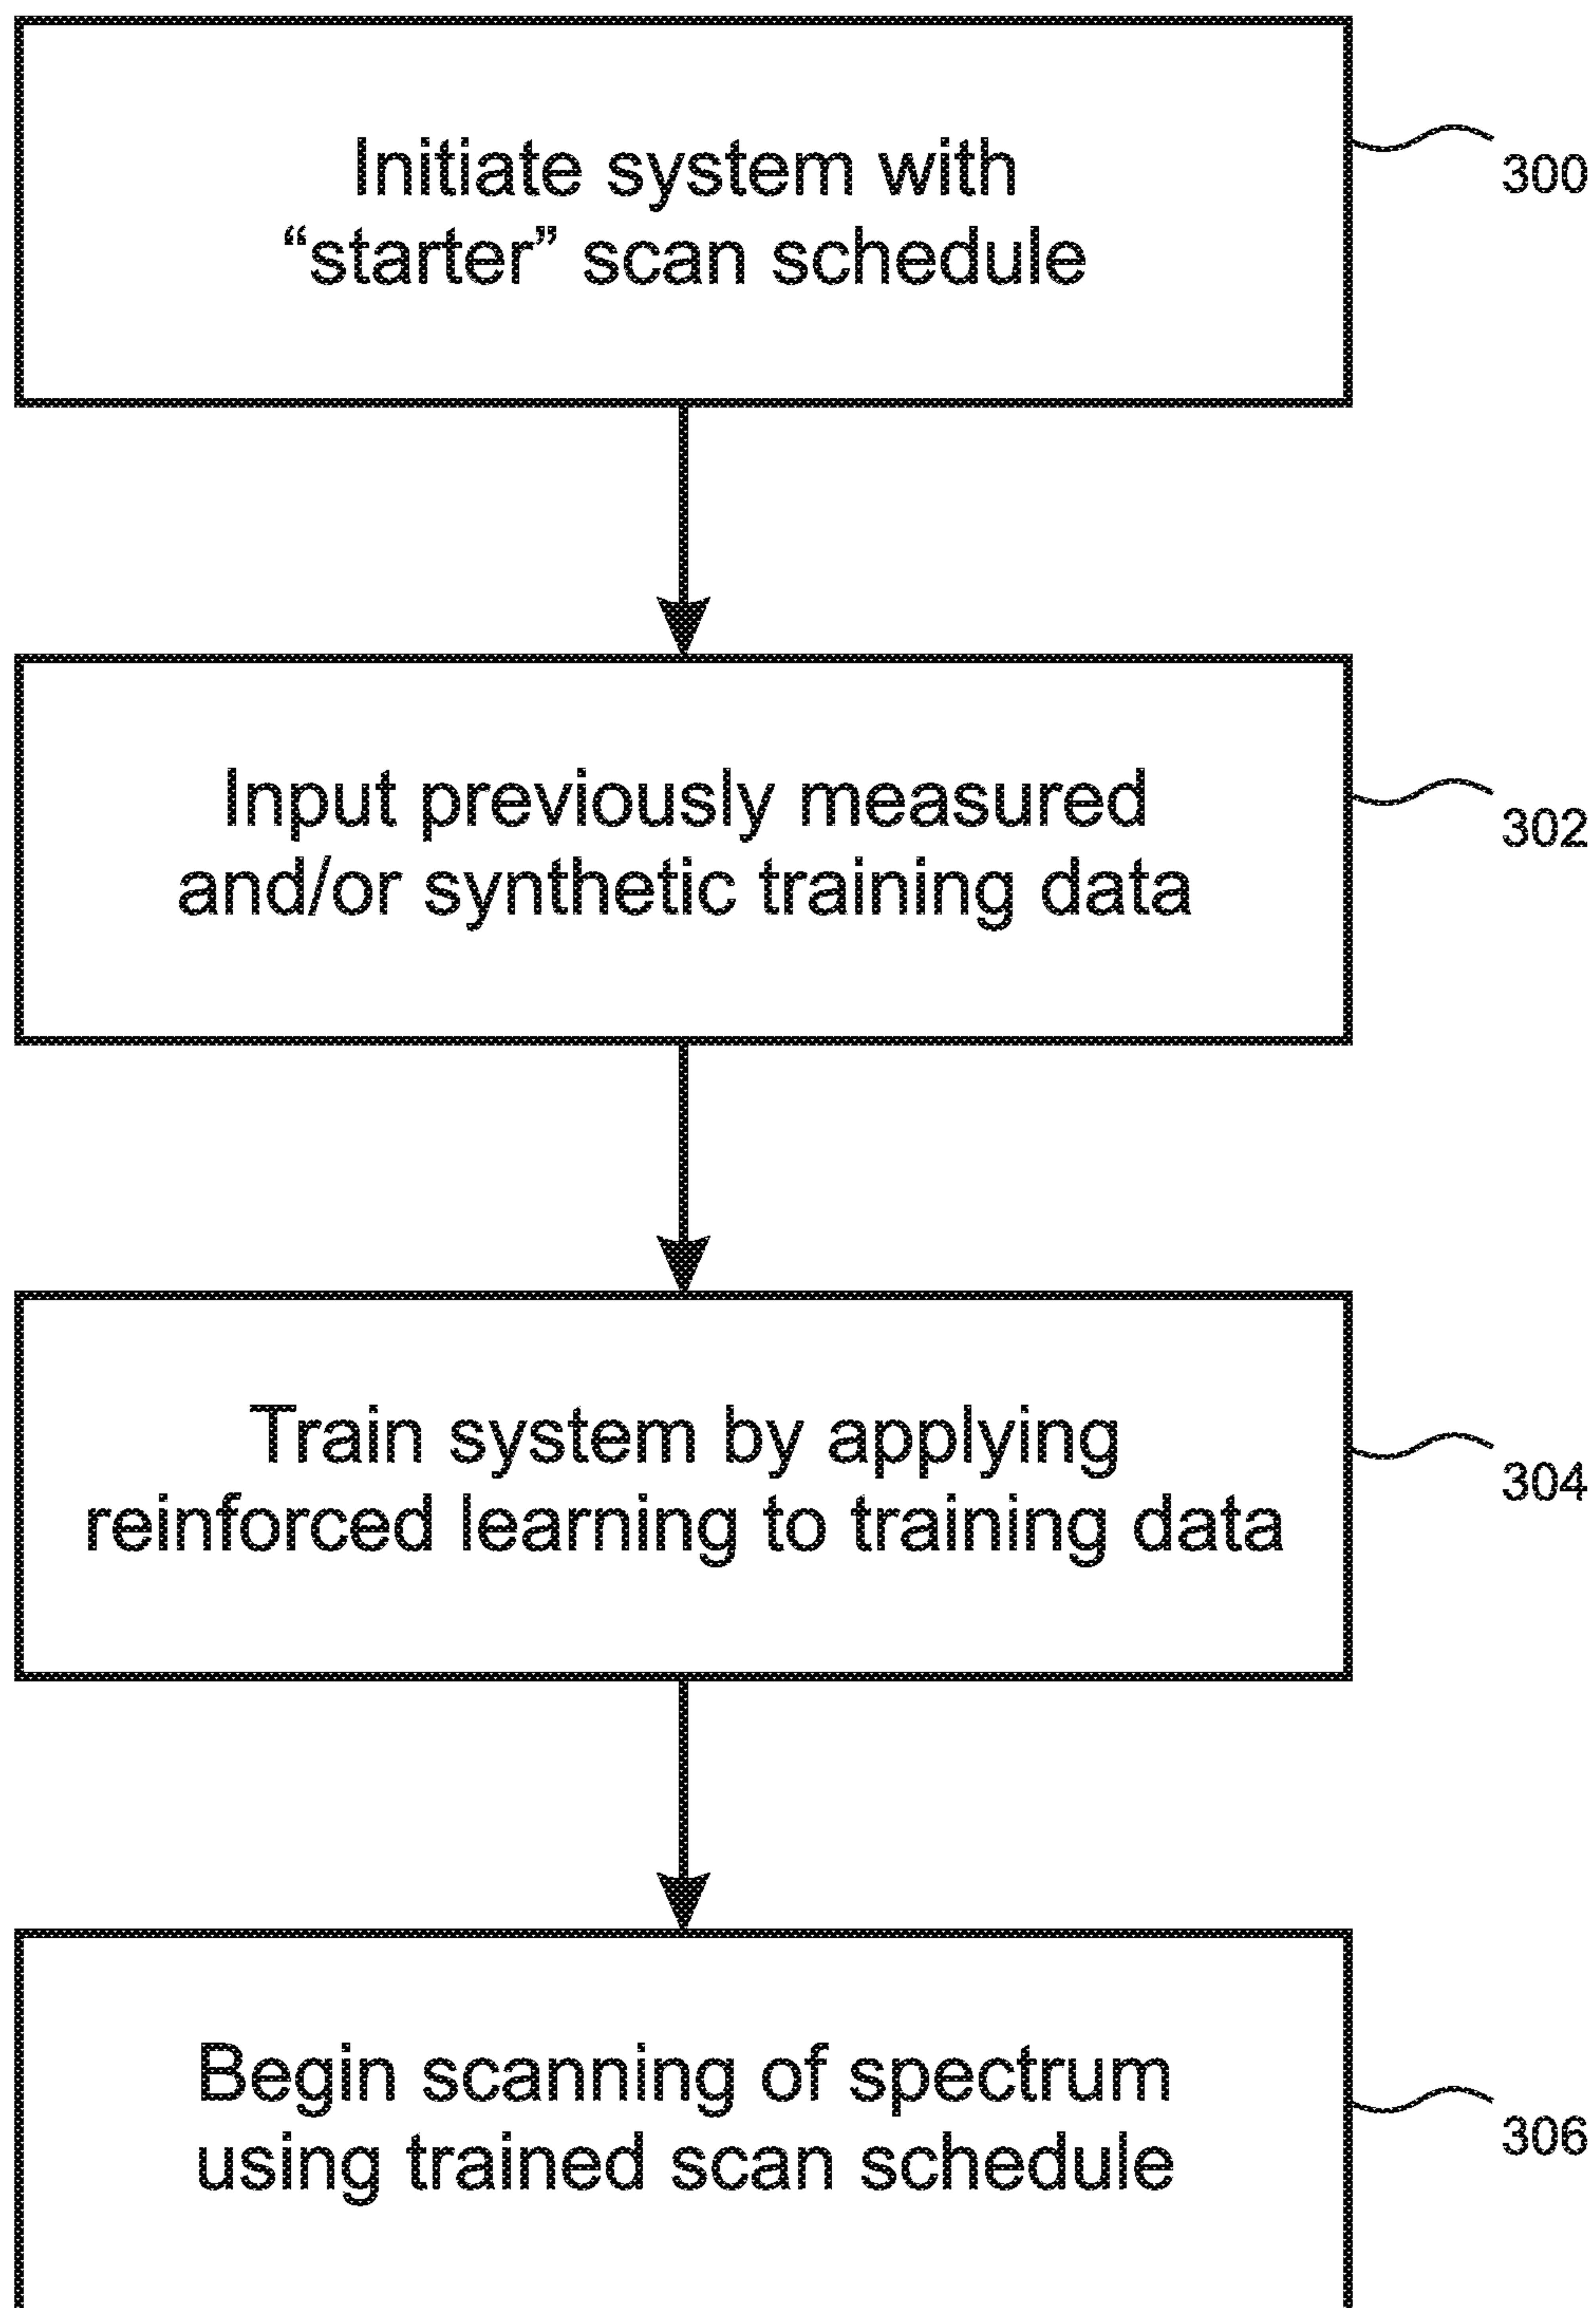 Initiate system with
“starter” scan schedule
300
Input previously measured
and/or synthetic training data
302
Train system by applying
reinforced learning to training data
304
Begin scanning of spectrum
using trained scan schedule
306